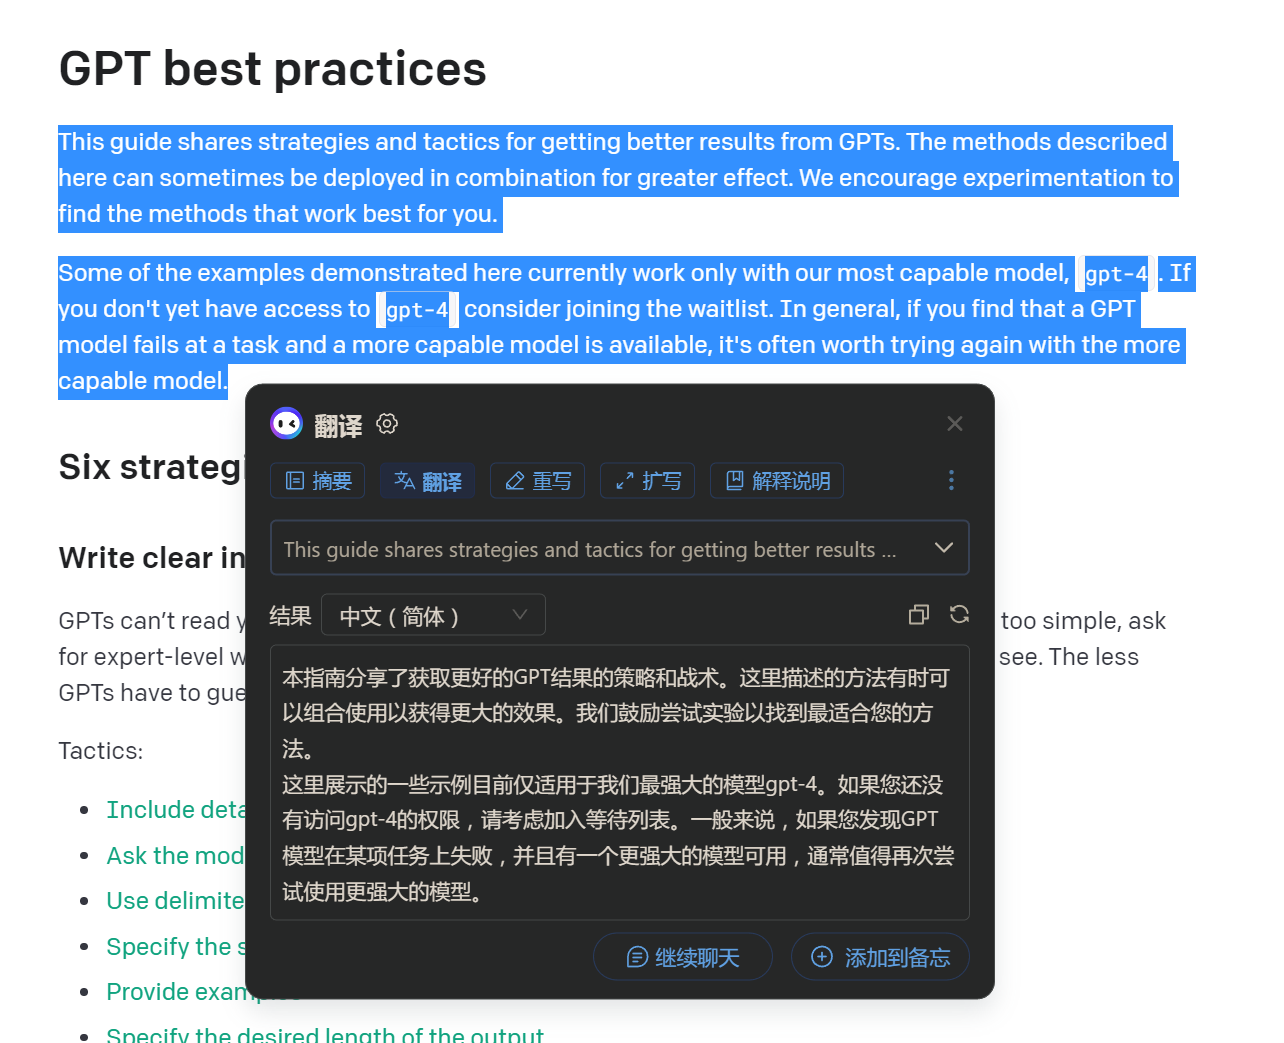 GPT best practices
This guide shares strategies and tactics for getting better results from GPTs. The methods described
here can sometimes be deployed in combination for greater effect. We encourage experimentation to
find the methods that work best for you.
Some of the examples demonstrated here currently work only with our most capable model, gpt-4. If
you don't yet have access to gpt-4 consider joining the waitlist. In general, if you find that a GPT
model fails at a task and a more capable model is available, it's often worth trying again with the more
capable model.
Six strategi
Write clear in
GPTs can’t read y
too simple, ask
for expert-level w
see. The less
GPTs have to gue
Tactics:
Include deta
Ask the mod
Use delimite
Specify the s
Provide examples
Specify the desired length of the output
翻译
摘要 翻译 重写 扩写 解释说明
This guide shares strategies and tactics for getting better results ...
结果 中文（简体）
本指南分享了获取更好的GPT结果的策略和战术。这里描述的方法有时可
以组合使用以获得更大的效果。我们鼓励尝试实验以找到最适合您的方
法。
这里展示的一些示例目前仅适用于我们最强大的模型gpt-4。如果您还没
有访问gpt-4的权限，请考虑加入等待列表。一般来说，如果您发现GPT
模型在某项任务上失败，并且有一个更强大的模型可用，通常值得再次尝
试使用更强大的模型。
继续聊天 添加到备忘